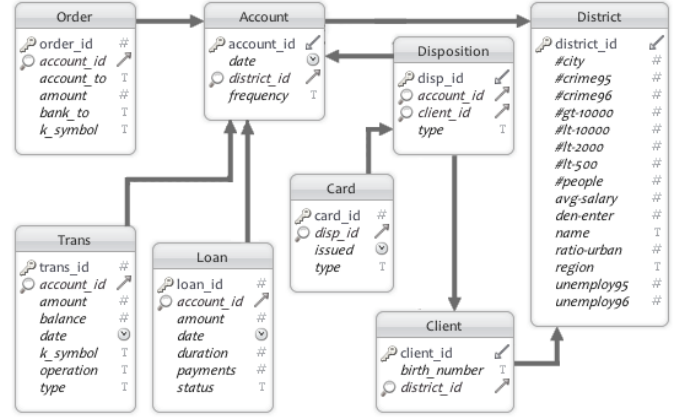 Order
order_id #
account_id
account_to T
amount #
bank_to T
k_symbol T
Account
account_id
date
district_id
frequency T
Disposition
disp_id
account_id
client_id
type T
District
district_id
#city #
#crime95 #
#crime96 #
#gt-10000 #
#lt-10000 #
#lt-2000 #
#lt-500 #
#people #
avg-salary #
den-enter #
name T
ratio-urban #
region T
unemploy95 #
unemploy96 #
Card
card_id #
disp_id
issued
type T
Trans
trans_id #
account_id
amount #
balance #
date
k_symbol T
operation T
type T
Loan
loan_id #
account_id
amount #
date
duration #
payments #
status T
Client
client_id
birth_number T
district_id